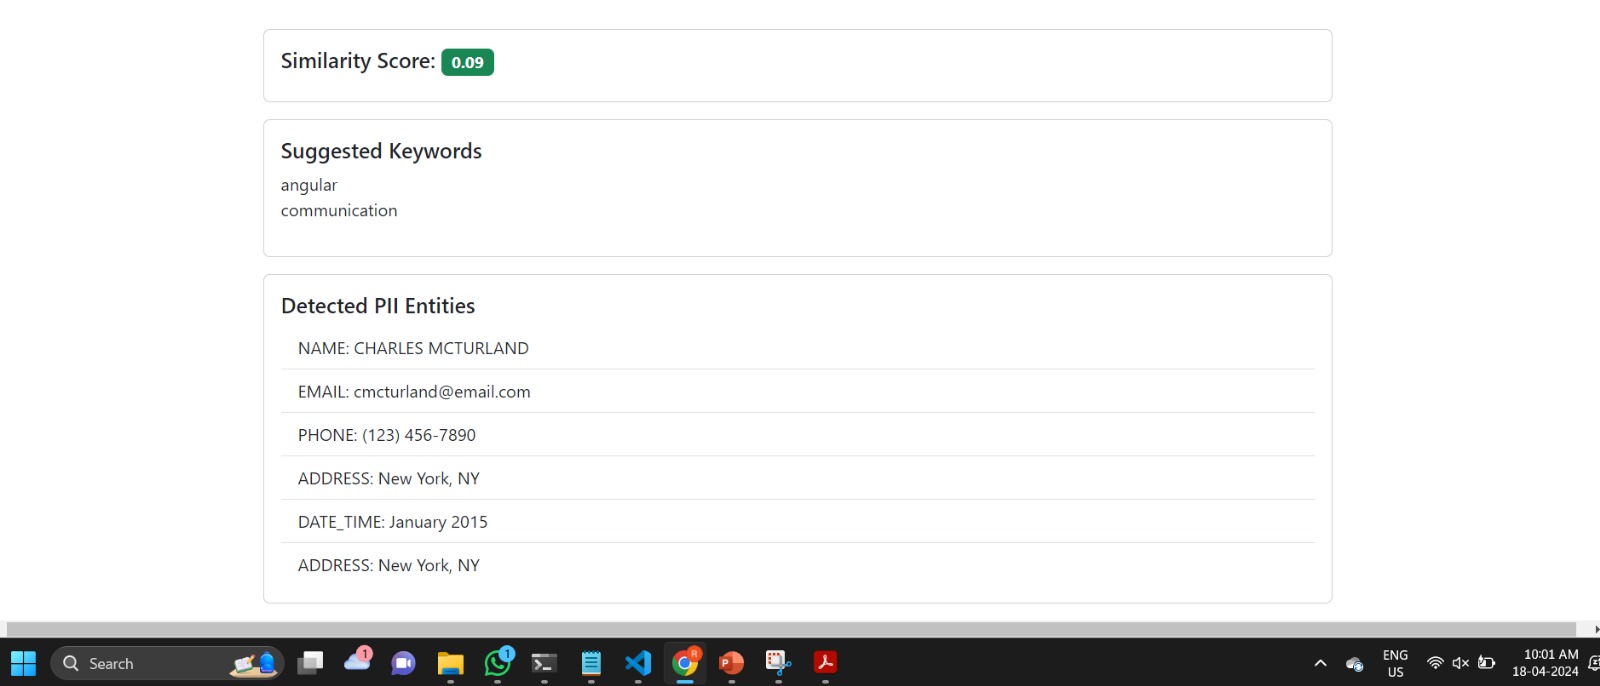 Similarity Score: 0.09
Suggested Keywords
angular
communication
Detected PII Entities
NAME: CHARLES MCTURLAND
EMAIL: cmcturland@email.com
PHONE: (123) 456-7890
ADDRESS: New York, NY
DATE_TIME: January 2015
ADDRESS: New York, NY
Search
1
1
R
P
ENG
US
10:01 AM
18-04-2024